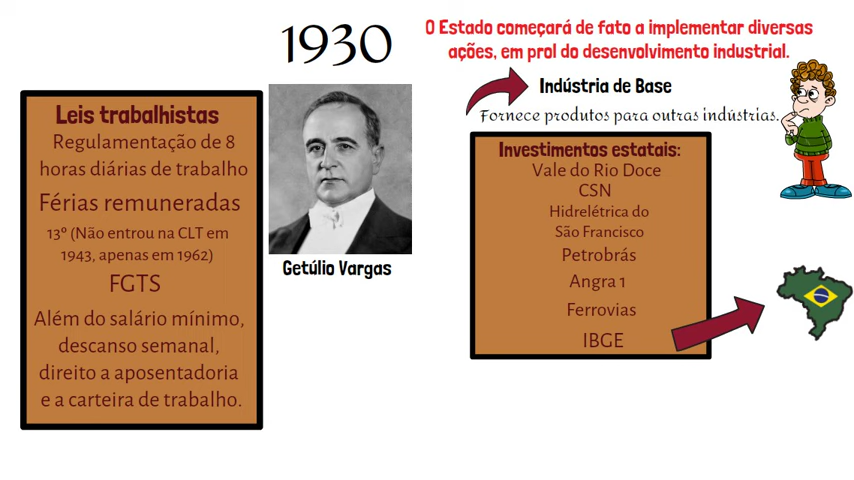 1930
O Estado começará de fato a implementar diversas
ações, em prol do desenvolvimento industrial.
Indústria de Base
Fornece produtos para outras indústrias.
Leis trabalhistas
Regulamentação de 8
horas diárias de trabalho
Férias remuneradas
13º (Não entrou na CLT em
1943, apenas em 1962)
FGTS
Além do salário mínimo,
descanso semanal,
direito a aposentadoria
e a carteira de trabalho.
Getúlio Vargas
Investimentos estatais:
Vale do Rio Doce
CSN
Hidrelétrica do
São Francisco
Petrobrás
Angra 1
Ferrovias
IBGE